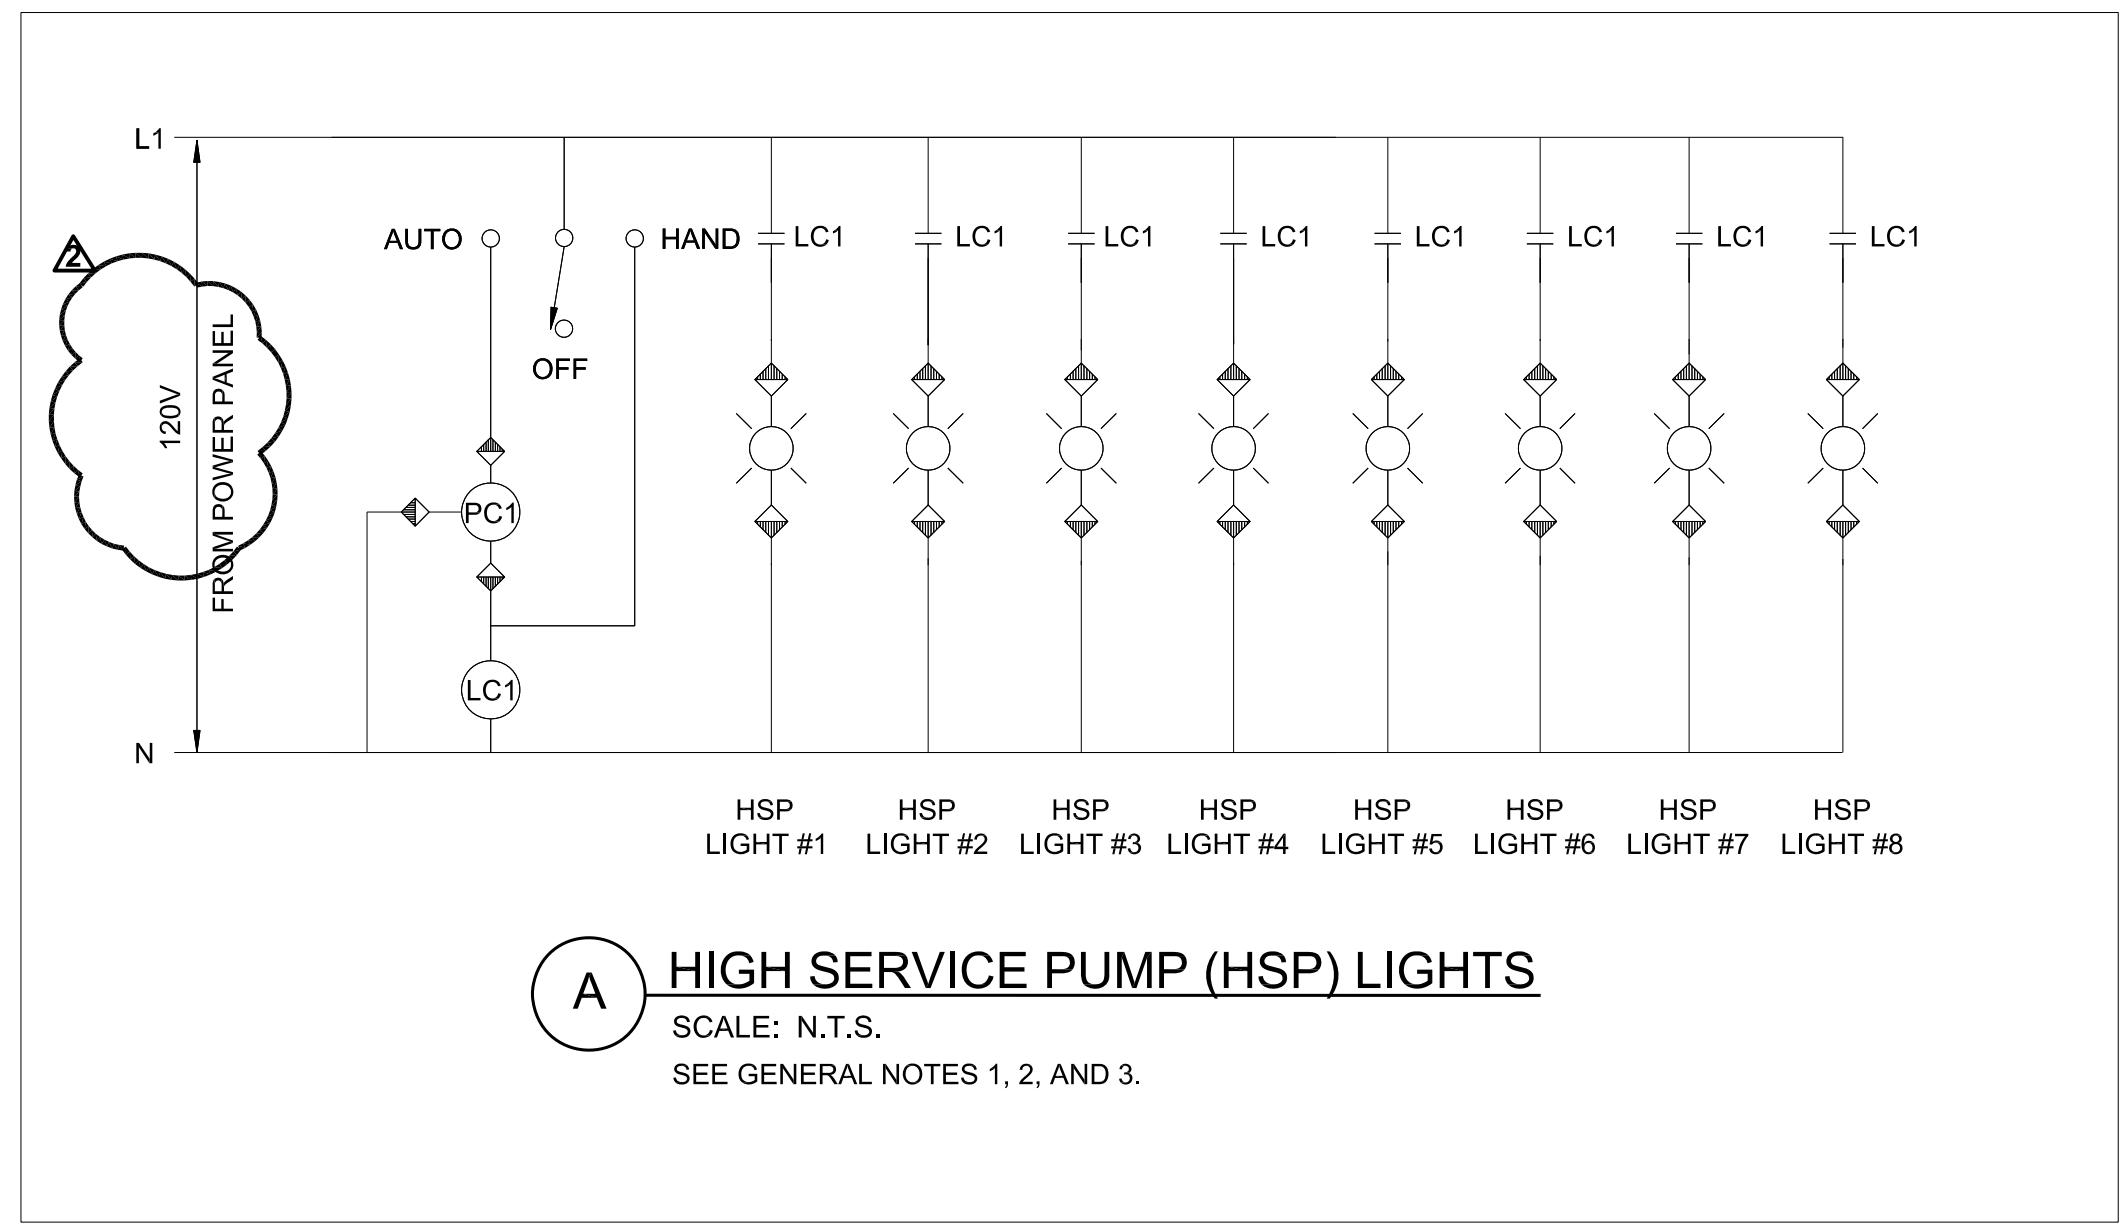 L1
AUTO
HAND
LC1
LC1
LC1
LC1
LC1
LC1
LC1
LC1
2
120V
FROM POWER PANEL
OFF
PC1
LC1
N
HSP
LIGHT #1
HSP
LIGHT #2
HSP
LIGHT #3
HSP
LIGHT #4
HSP
LIGHT #5
HSP
LIGHT #6
HSP
LIGHT #7
HSP
LIGHT #8
A
HIGH SERVICE PUMP (HSP) LIGHTS
SCALE: N.T.S.
SEE GENERAL NOTES 1, 2, AND 3.